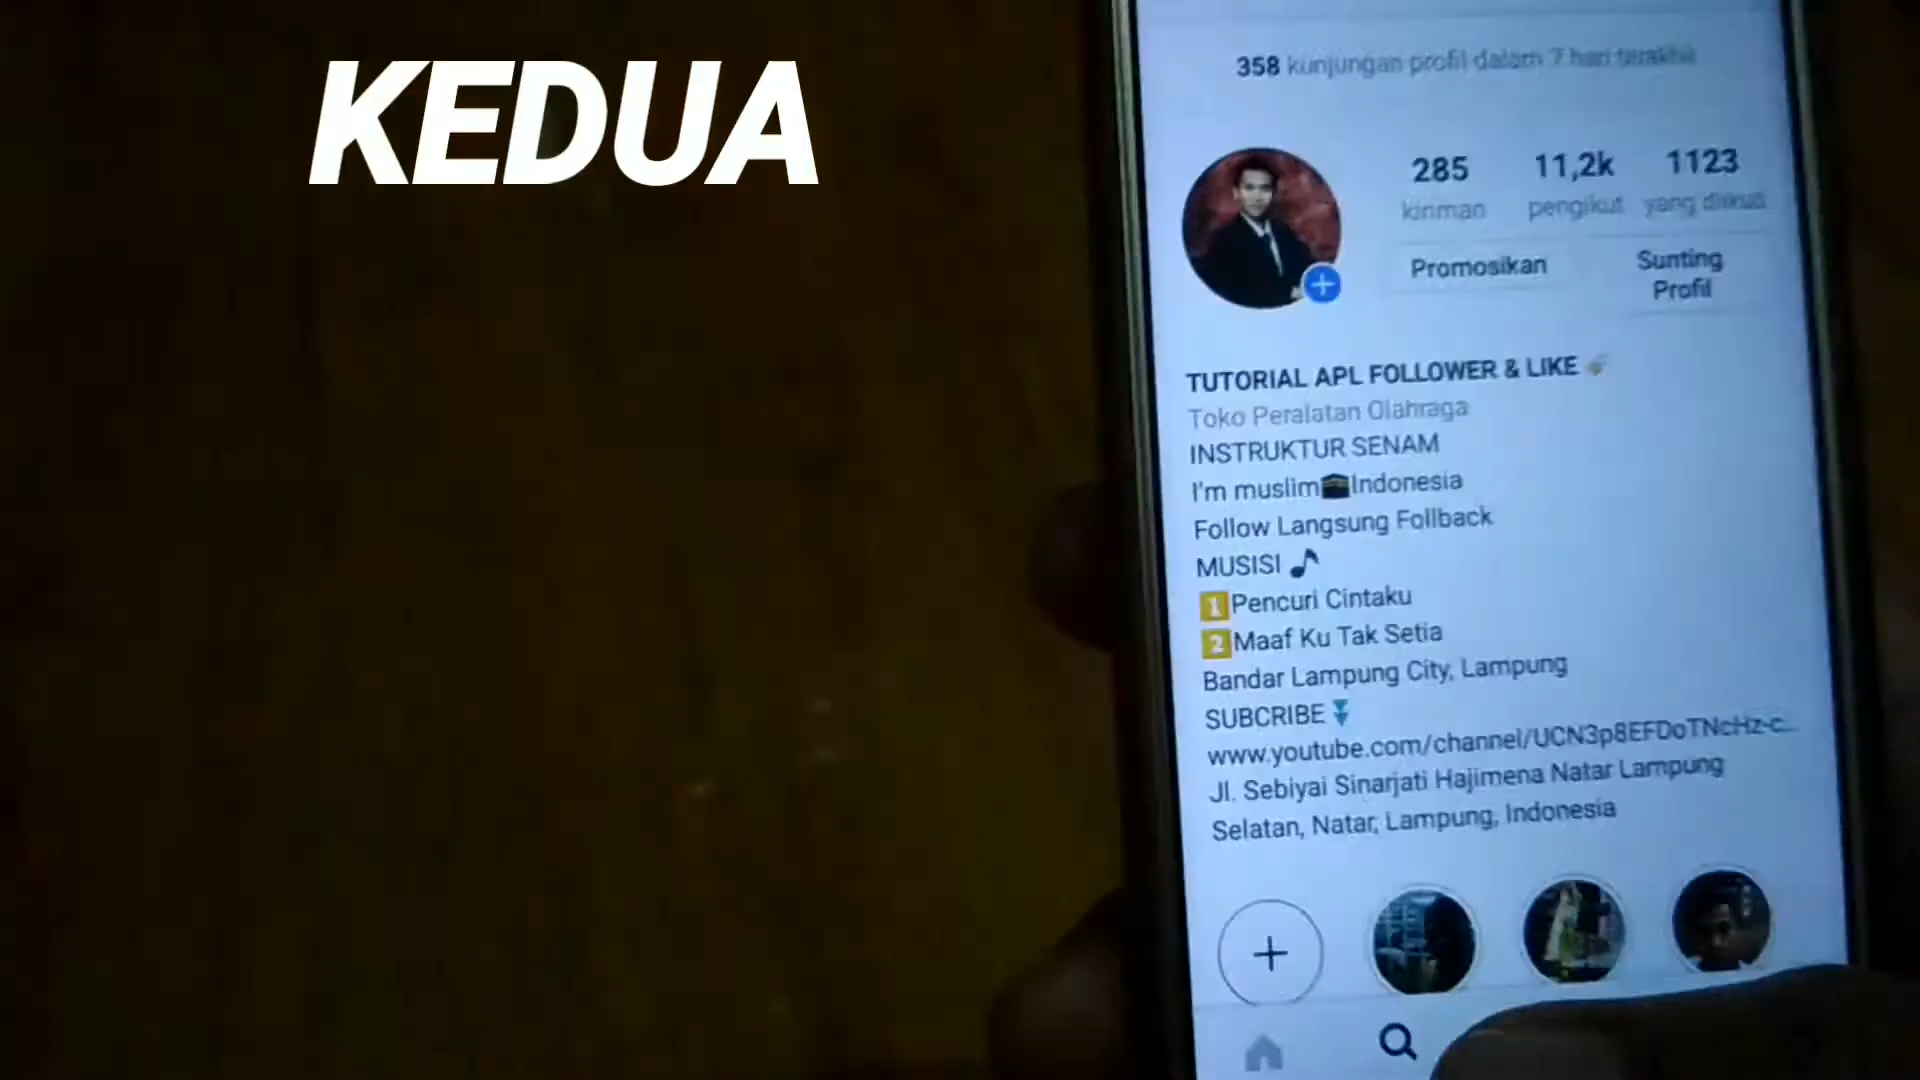 KEDUA
358 kunjungan profil dalam 7 hari terakhir
285 11,2k 1123
kiriman pengikut yang diikuti
Promosikan
Sunting
Profil
TUTORIAL APL FOLLOWER & LIKE
Toko Peralatan Olahraga
INSTRUKTUR SENAM
I'm muslim🕋Indonesia
Follow Langsung Follback
MUSISI 🎵
1 Pencuri Cintaku
2 Maaf Ku Tak Setia
Bandar Lampung City, Lampung
SUBCRIBE⏬
www.youtube.com/channel/UCN3p8EFDoTNcHz-c...
Jl. Sebiyai Sinarjati Hajimena Natar Lampung
Selatan, Natar, Lampung, Indonesia